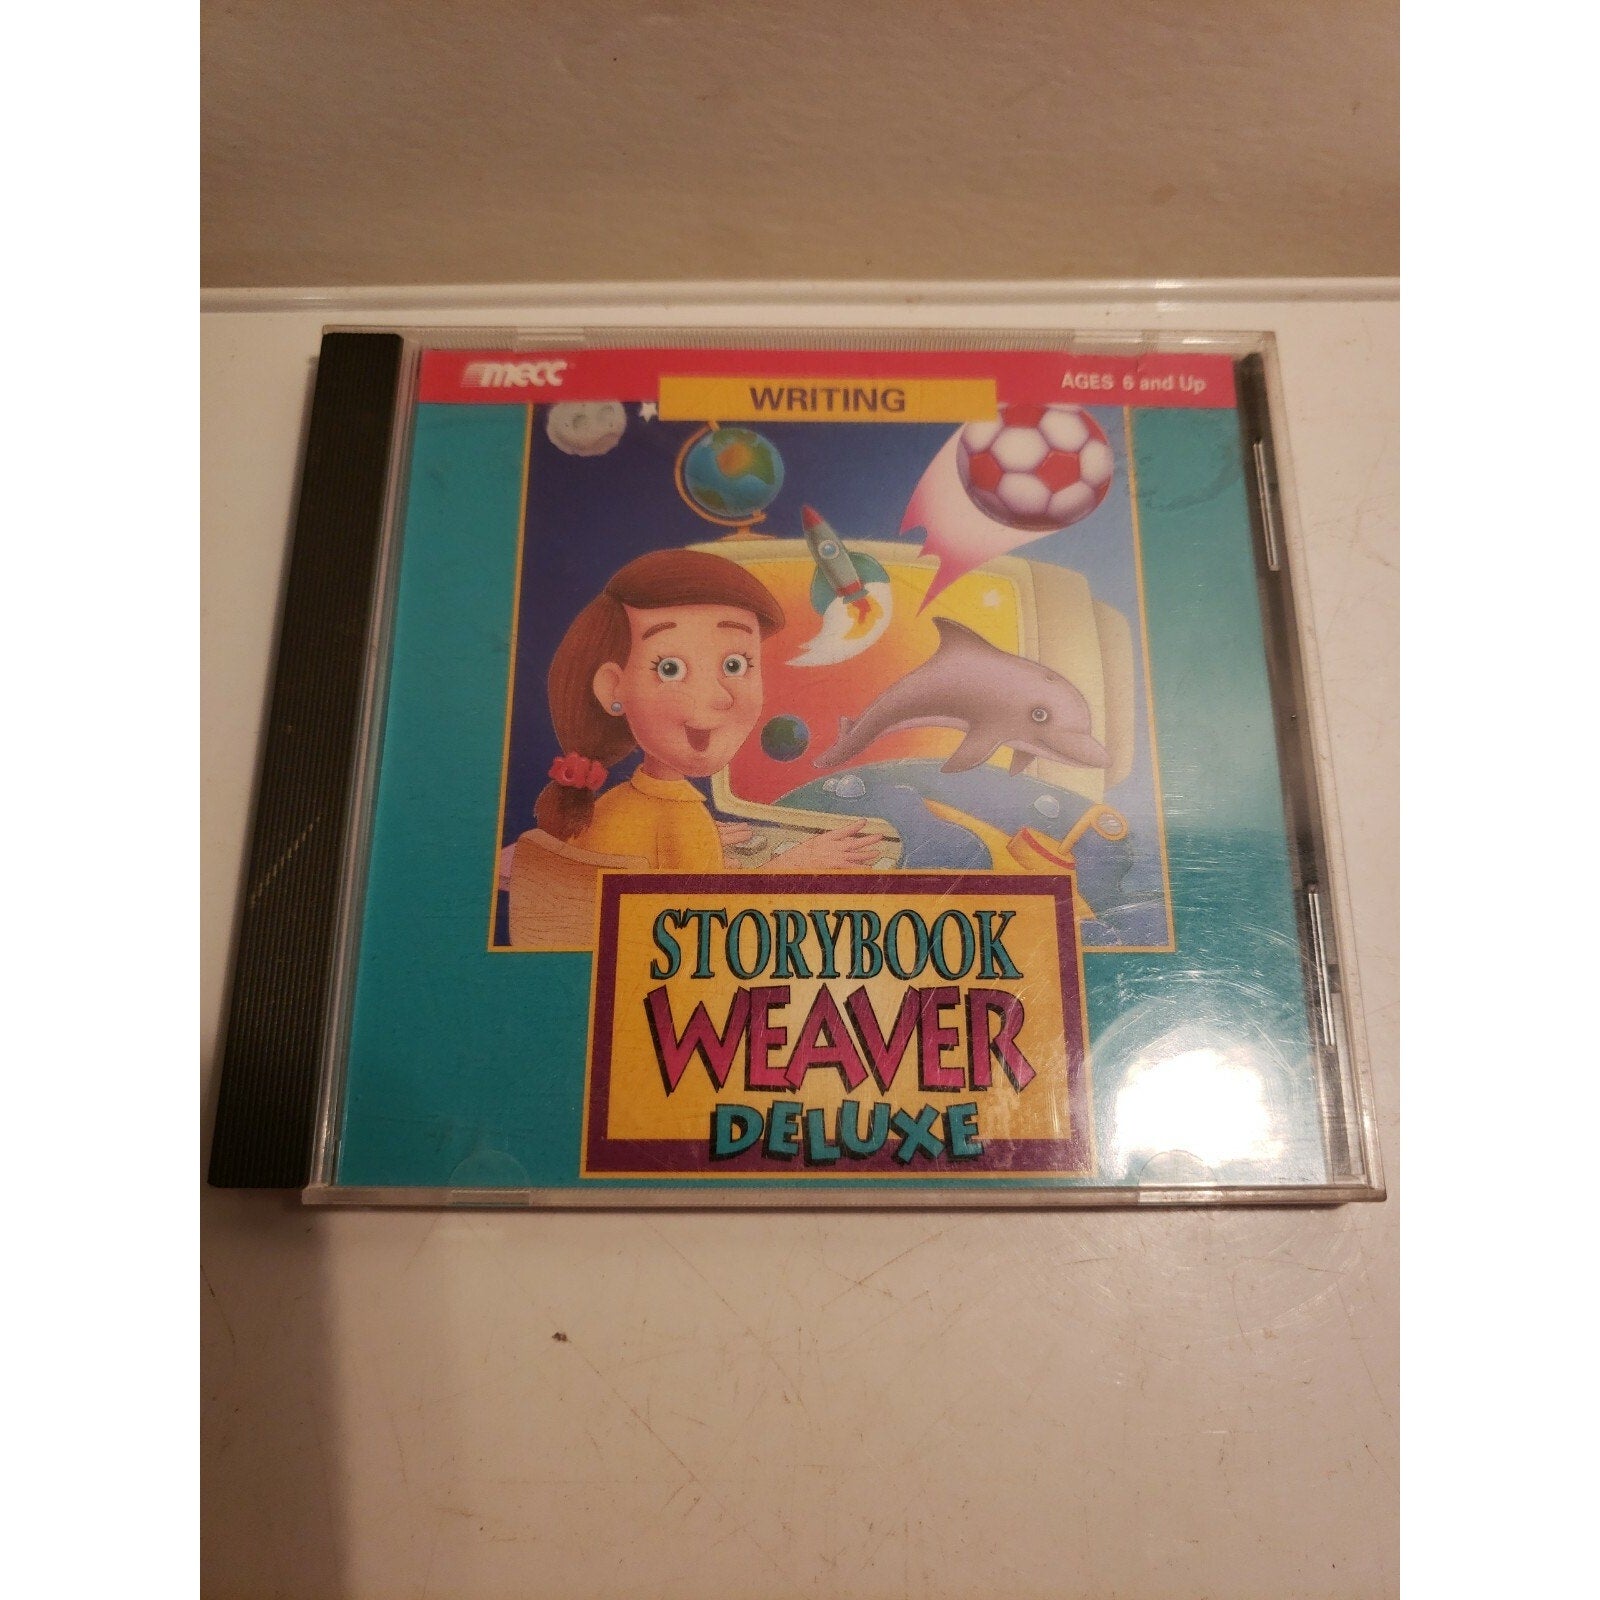 mecc
WRITING
AGES 6 and Up
STORYBOOK
WEAVER
DELUXE